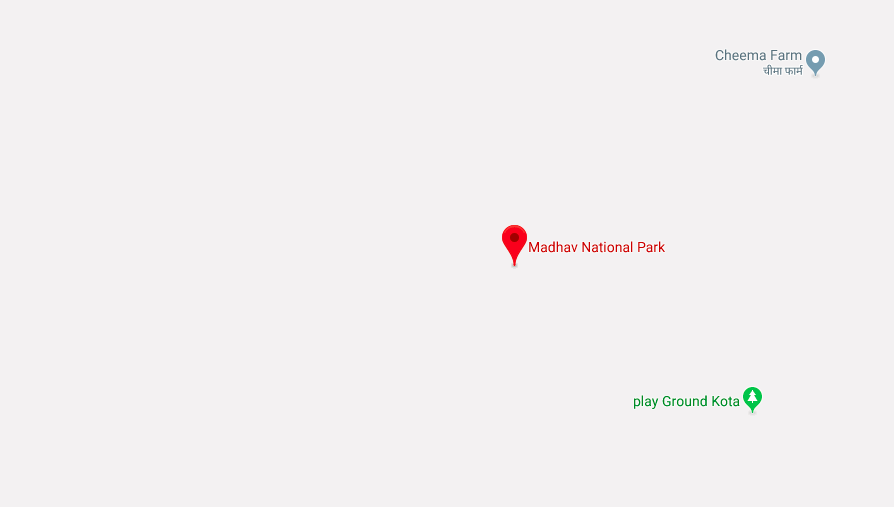 Cheema Farm
चीमा फार्म
Madhav National Park
play Ground Kota